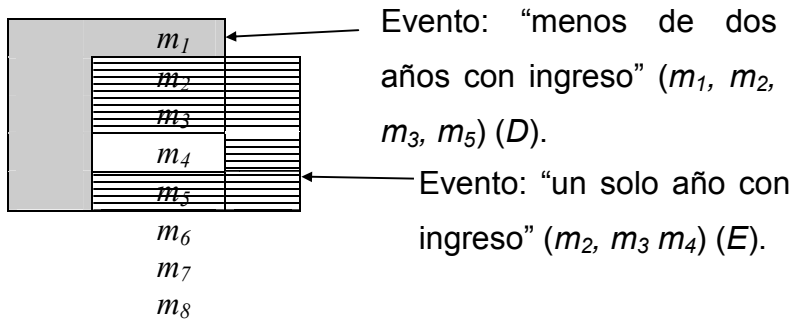 m1
m2
m3
m4
m5
m6
m7
m8
Evento: “menos de dos
años con ingreso” (m1, m2,
m3, m5) (D).
Evento: “un solo año con
ingreso” (m2, m3 m4) (E).